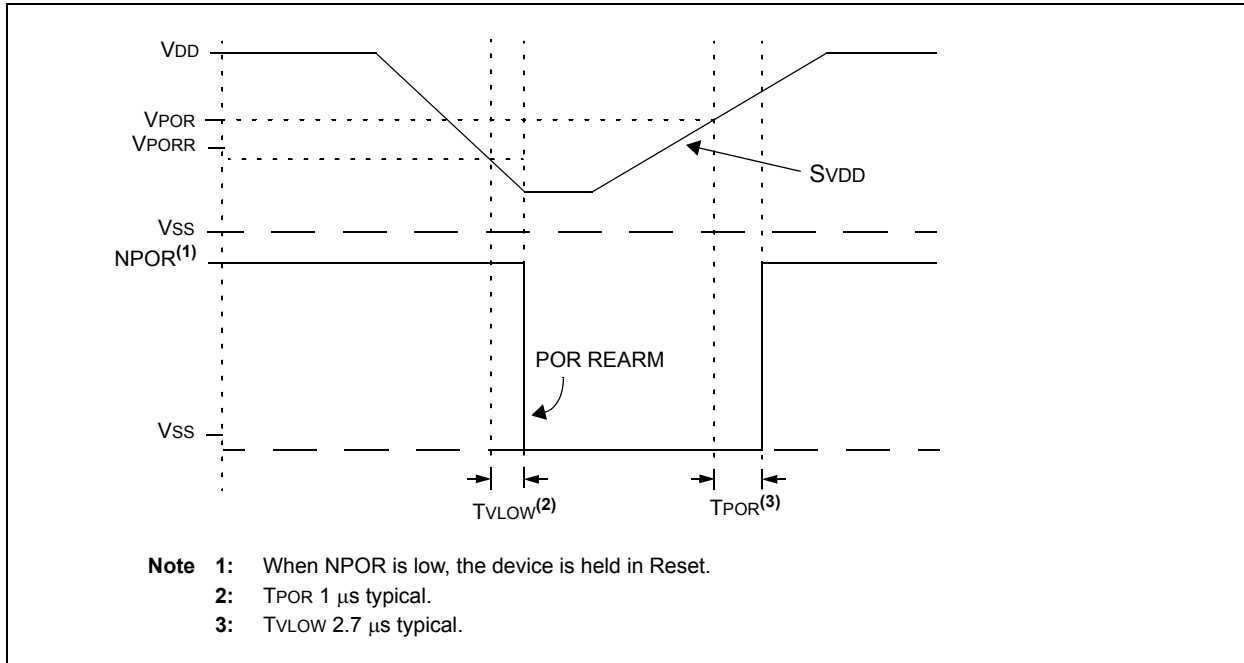 VDD
VPOR
VPORR
SVDD
VSS
NPOR(1)
POR REARM
VSS
TVLOW(2)
TPOR(3)
Note 1: When NPOR is low, the device is held in Reset.
2: TPOR 1 μs typical.
3: TVLOW 2.7 μs typical.